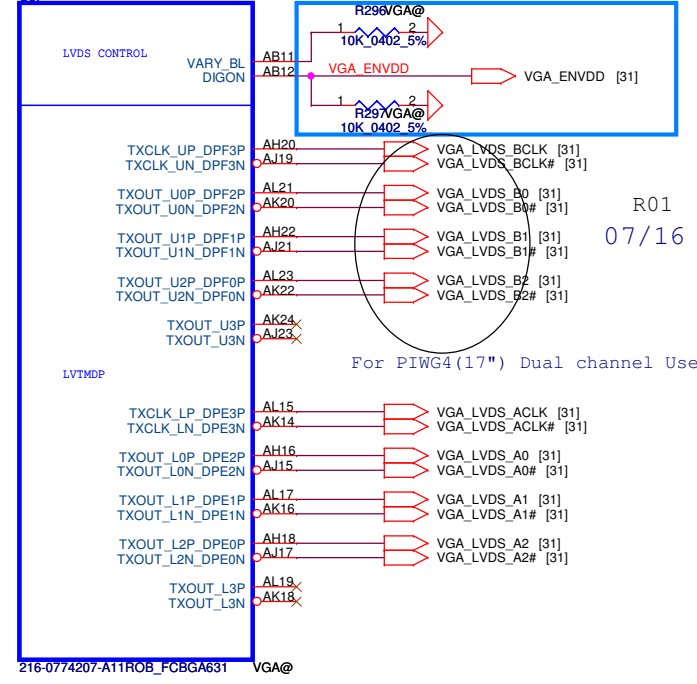 R296 VGA@
1 2
10K_0402_5%
LVDS CONTROL
VARY_BL AB11
DIGON AB12 VGA_ENVDD VGA_ENVDD [31]
1 2
R297 VGA@
10K_0402_5%
TXCLK_UP_DPF3P AH20 VGA_LVDS_BCLK [31]
TXCLK_UN_DPF3N AJ19 VGA_LVDS_BCLK# [31]
TXOUT_U0P_DPF2P AL21 VGA_LVDS_B0 [31]
TXOUT_U0N_DPF2N AK20 VGA_LVDS_B0# [31]
R01
07/16
TXOUT_U1P_DPF1P AH22 VGA_LVDS_B1 [31]
TXOUT_U1N_DPF1N AJ21 VGA_LVDS_B1# [31]
TXOUT_U2P_DPF0P AL23 VGA_LVDS_B2 [31]
TXOUT_U2N_DPF0N AK22 VGA_LVDS_B2# [31]
TXOUT_U3P AK24
TXOUT_U3N AJ23
For PIWG4(17") Dual channel Use
LVTMDP
TXCLK_LP_DPE3P AL15 VGA_LVDS_ACLK [31]
TXCLK_LN_DPE3N AK14 VGA_LVDS_ACLK# [31]
TXOUT_L0P_DPE2P AH16 VGA_LVDS_A0 [31]
TXOUT_L0N_DPE2N AJ15 VGA_LVDS_A0# [31]
TXOUT_L1P_DPE1P AL17 VGA_LVDS_A1 [31]
TXOUT_L1N_DPE1N AK16 VGA_LVDS_A1# [31]
TXOUT_L2P_DPE0P AH18 VGA_LVDS_A2 [31]
TXOUT_L2N_DPE0N AJ17 VGA_LVDS_A2# [31]
TXOUT_L3P AL19
TXOUT_L3N AK18
216-0774207-A11ROB_FCBGA631 VGA@